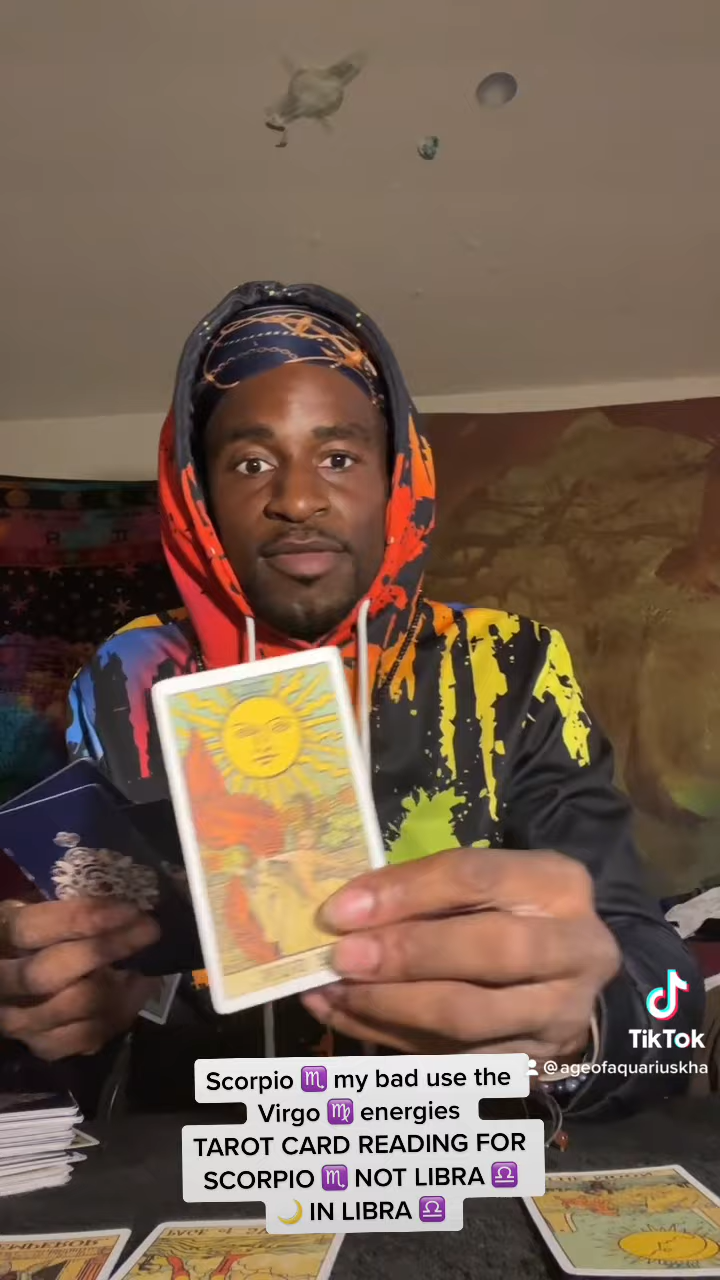 TikTok
@ageofaquariuskha
Scorpio ♏ my bad use the
Virgo ♍ energies
TAROT CARD READING FOR
SCORPIO ♏ NOT LIBRA ♎
🌙 IN LIBRA ♎